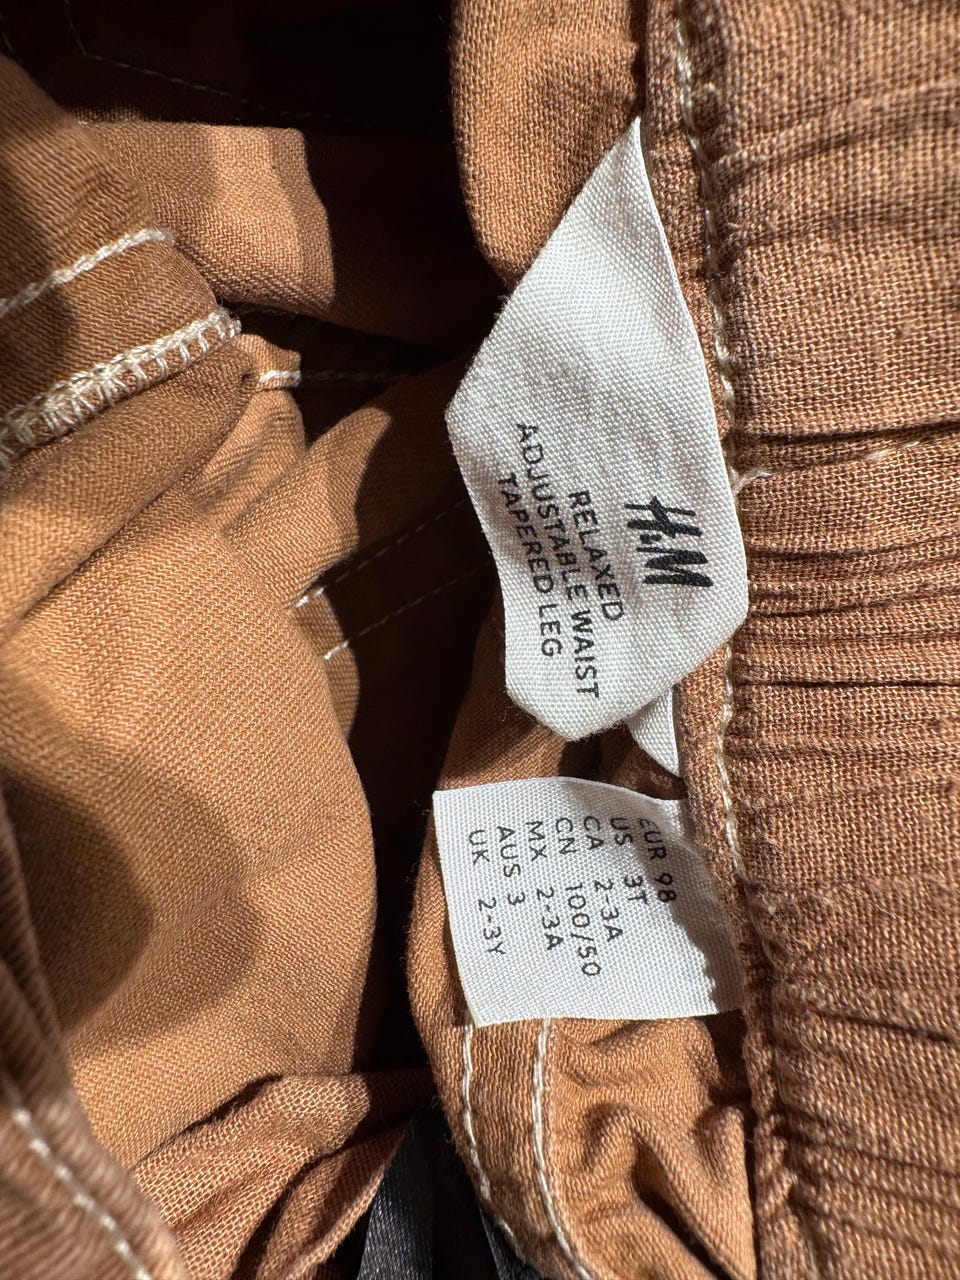 H&M
RELAXED
ADJUSTABLE WAIST
TAPERED LEG
EUR 98
US 3T
CA 2-3A
CN 100/50
MX 2-3A
AUS 3
UK 2-3Y